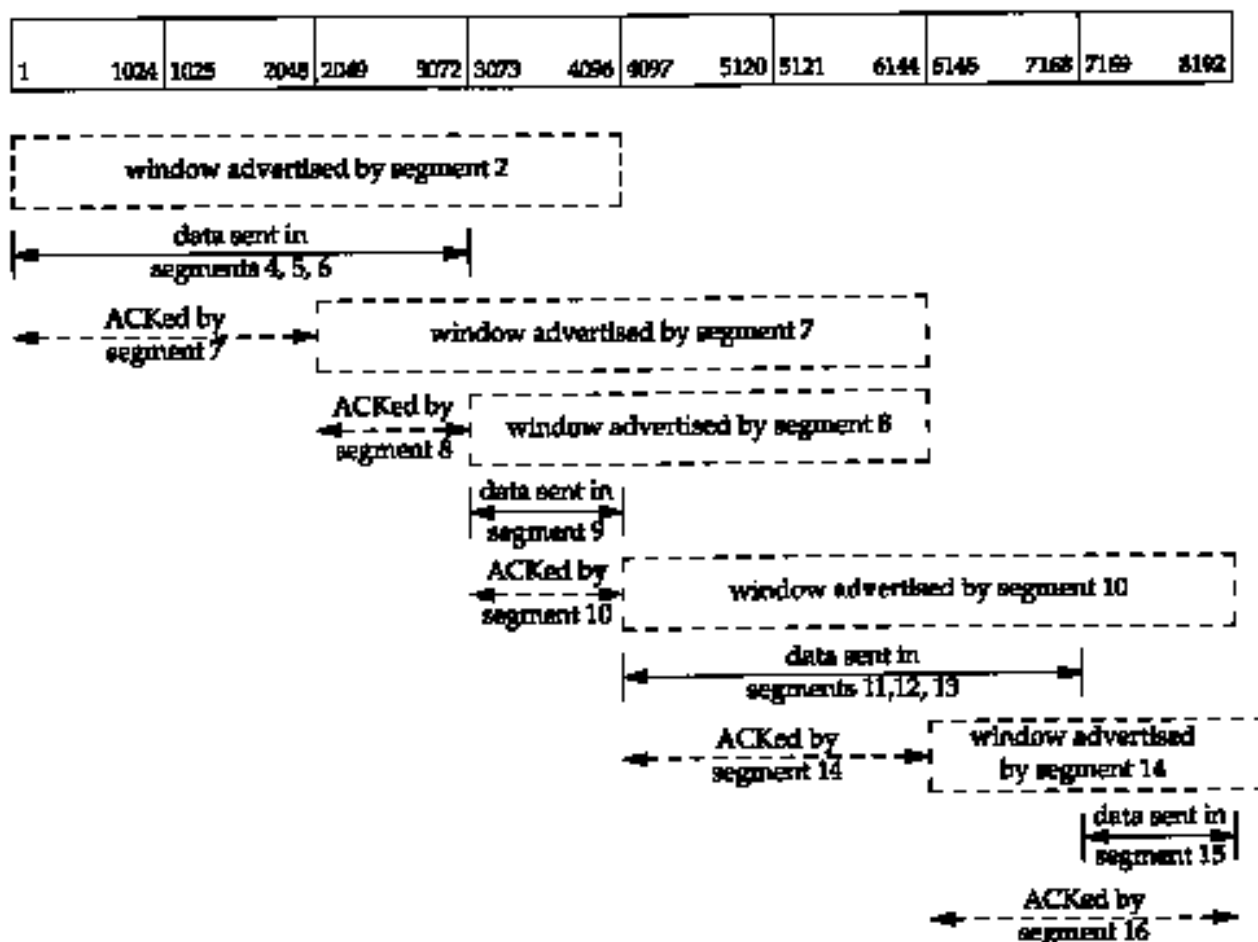 1 1024 1025 2048 2049 3072 3073 4096 4097 5120 5121 6144 6145 7168 7169 8192
window advertised by segment 2
data sent in
segments 4, 5, 6
ACKed by
segment 7
window advertised by segment 7
ACKed by
segment 8
window advertised by segment 8
data sent in
segment 9
ACKed by
segment 10
window advertised by segment 10
data sent in
segments 11,12, 13
ACKed by
segment 14
window advertised
by segment 14
data sent in
segment 15
ACKed by
segment 16